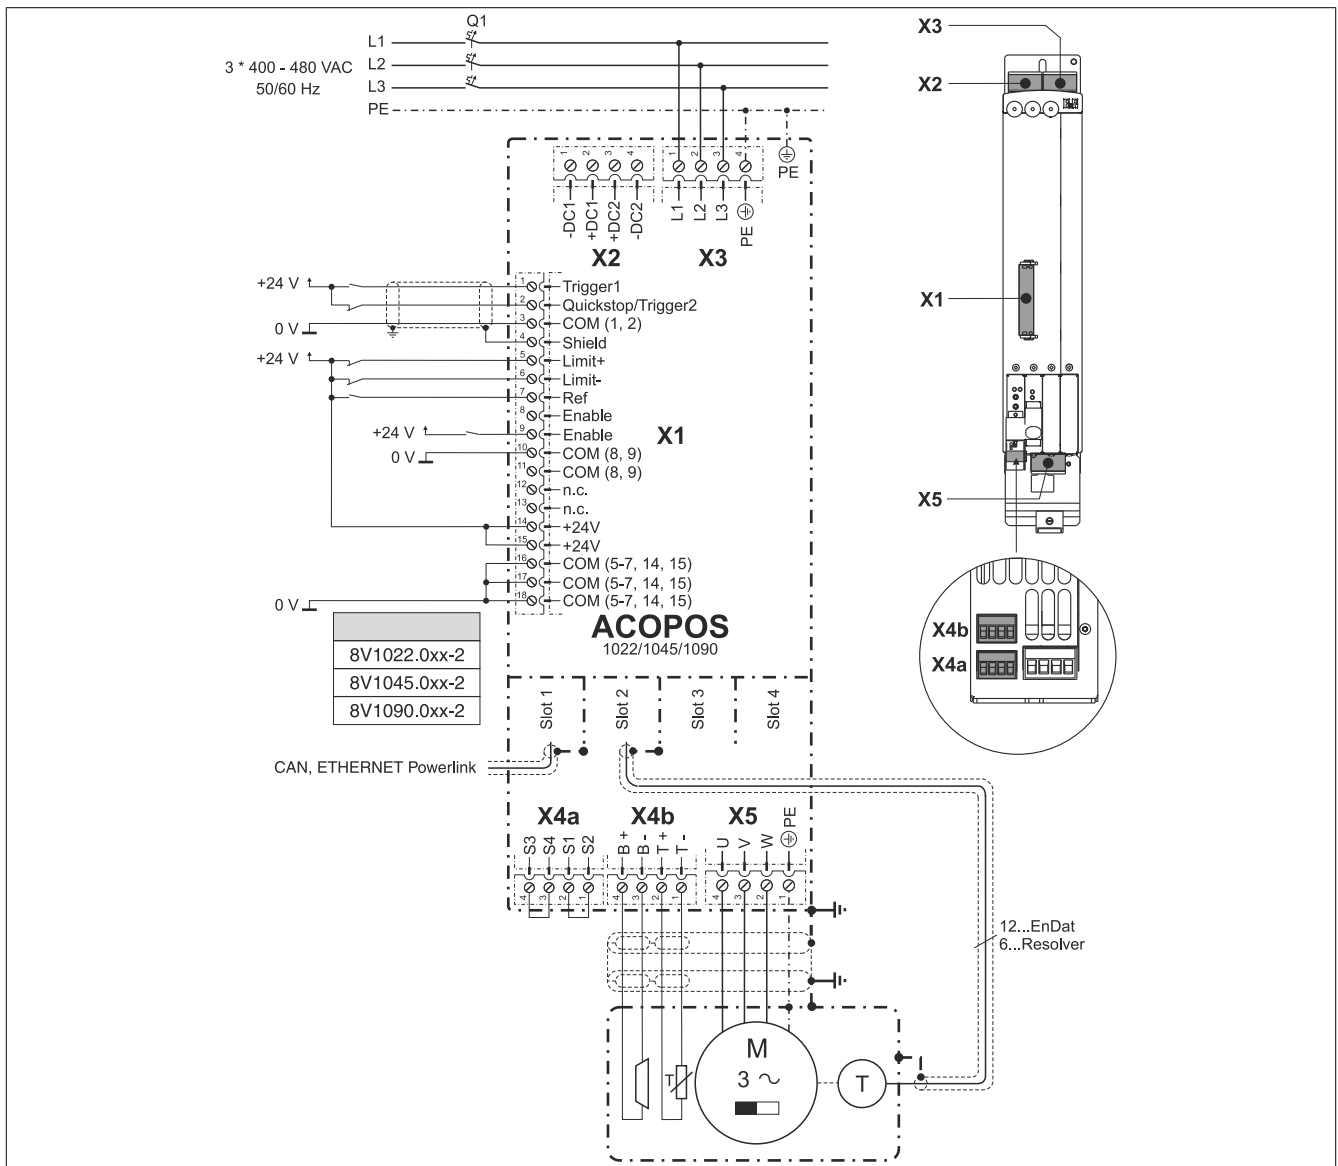 Q1
L1
L2
3 * 400 - 480 VAC
50/60 Hz
L3
PE
1 2 3 4
1 2 3 4
PE
-DC1
+DC1
+DC2
-DC2
L1
L2
L3
PE
X2
X3
+24 V
0 V
+24 V
+24 V
0 V
0 V
1 Trigger1
2 Quickstop/Trigger2
3 COM (1, 2)
4 Shield
5 Limit+
6 Limit-
7 Ref
8 Enable
9 Enable
10 COM (8, 9)
11 COM (8, 9)
12 n.c.
13 n.c.
14 +24V
15 +24V
16 COM (5-7, 14, 15)
17 COM (5-7, 14, 15)
18 COM (5-7, 14, 15)
X1
ACOPOS
1022/1045/1090
8V1022.0xx-2
8V1045.0xx-2
8V1090.0xx-2
Slot 1
Slot 2
Slot 3
Slot 4
CAN, ETHERNET Powerlink
X4a
X4b
X5
S3
S4
S1
S2
B +
B -
T +
T -
U
V
W
PE
4 3 2 1
4 3 2 1
4 3 2 1
12...EnDat
6...Resolver
M
3 ~
T
T
X3
X2
X1
X5
X4b
X4a